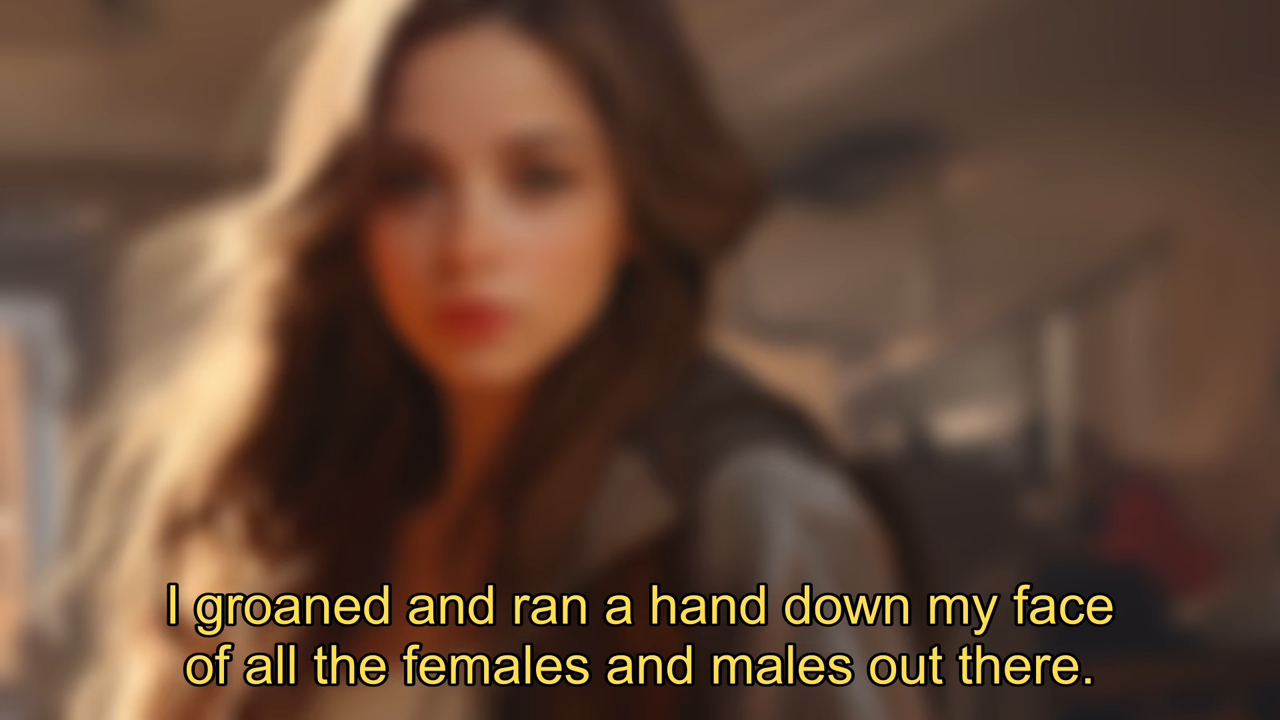 I groaned and ran a hand down my face
of all the females and males out there.